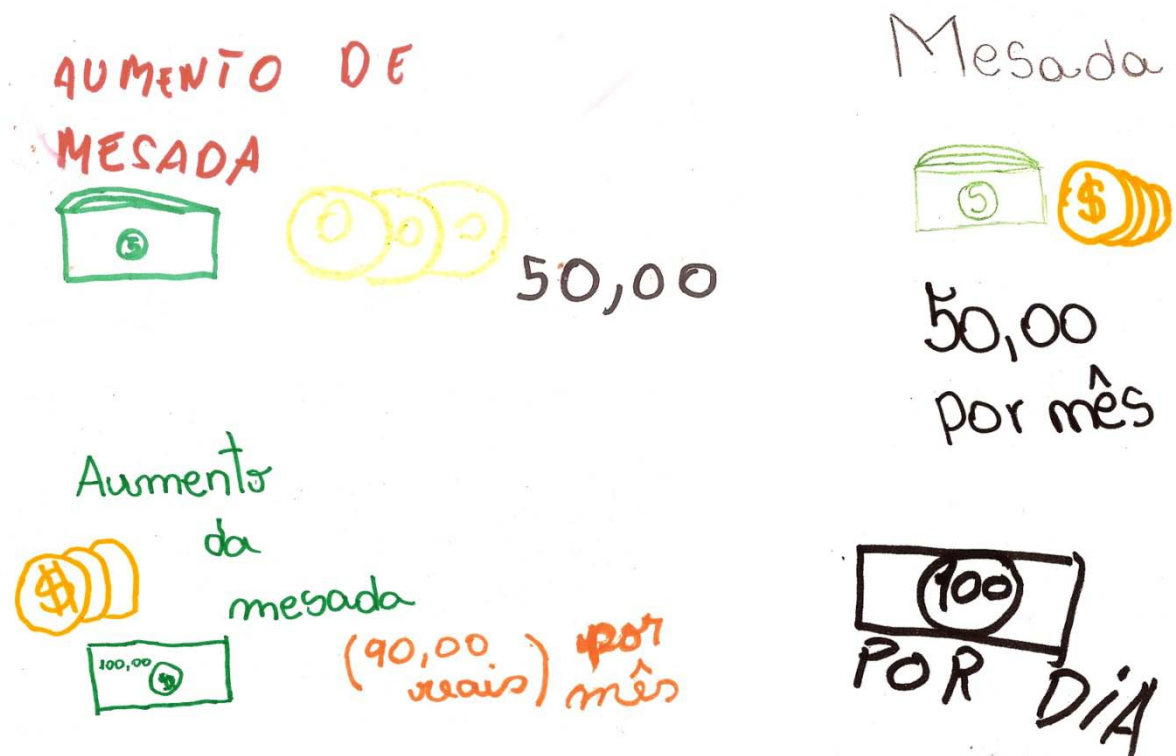 AUMENTO DE
MESADA
5
50,00
Mesada
5
$
50,00
por mês
Aumento
da
mesada
$
100,00
$
(90,00
reais) por
mês
100
POR DIA